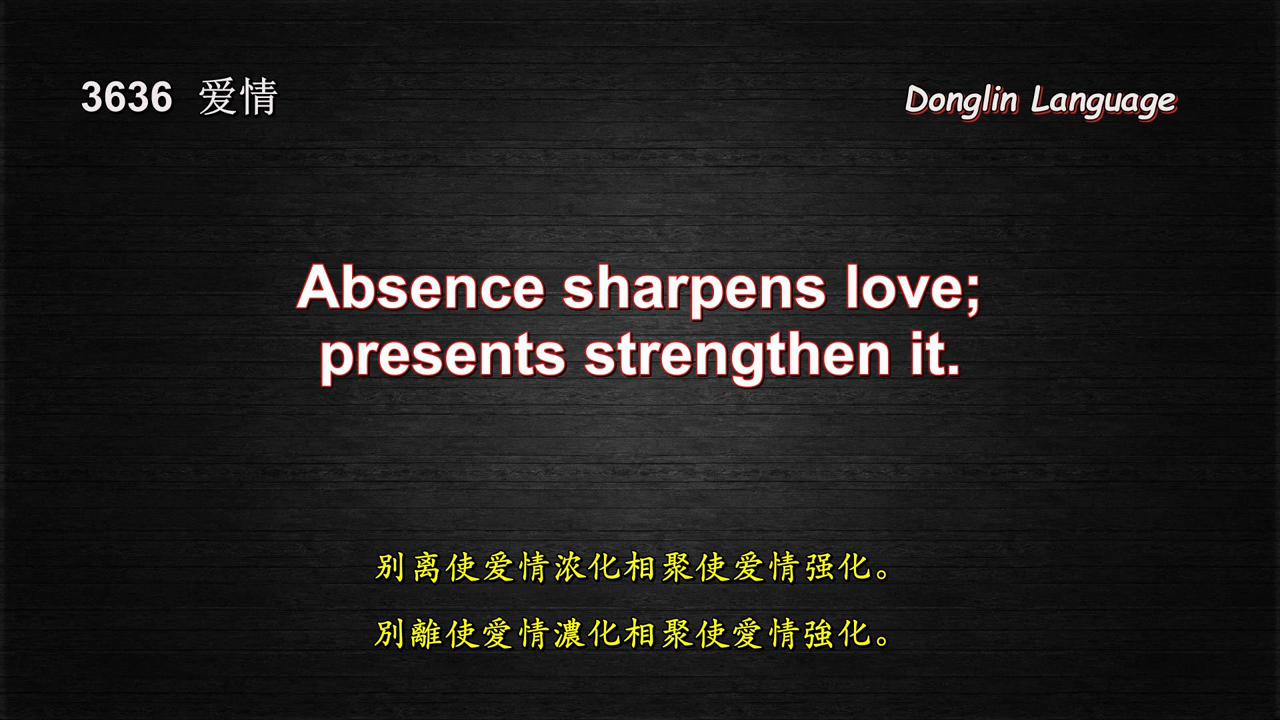 3636 爱情
Donglin Language
Absence sharpens love;
presents strengthen it.
别离使爱情浓化相聚使爱情强化。
別離使愛情濃化相聚使愛情強化。